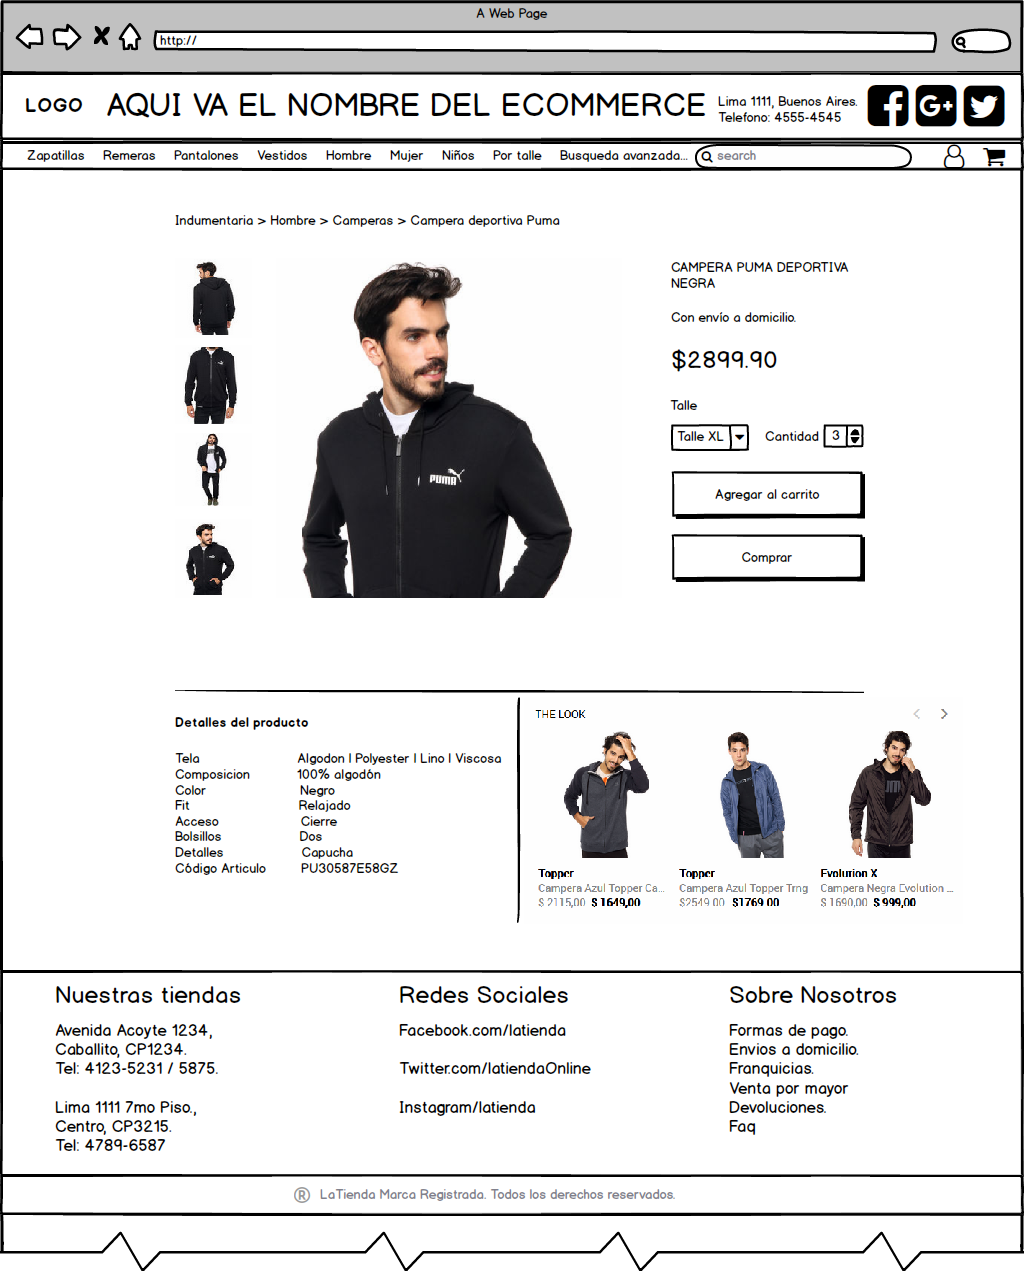 A Web Page
http://
LOGO
AQUI VA EL NOMBRE DEL ECOMMERCE
Lima 1111, Buenos Aires.
Telefono: 4555-4545
Zapatillas Remeras Pantalones Vestidos Hombre Mujer Niños Por talle Busqueda avanzada... search
Indumentaria > Hombre > Camperas > Campera deportiva Puma
CAMPERA PUMA DEPORTIVA
NEGRA
Con envío a domicilio.
$2899.90
Talle
Talle XL Cantidad 3
Agregar al carrito
Comprar
PUMA
Detalles del producto
Tela Algodon | Polyester | Lino | Viscosa
Composicion 100% algodón
Color Negro
Fit Relajado
Acceso Cierre
Bolsillos Dos
Detalles Capucha
Código Articulo PU30587E58GZ
THE LOOK
Topper
Campera Azul Topper Ca...
$ 2115,00 $ 1649,00
Topper
Campera Azul Topper Trng
$2549.00 $1769.00
Evolution X
Campera Negra Evolution ...
$ 1690,00 $ 999,00
Nuestras tiendas
Avenida Acoyte 1234,
Caballito, CP1234.
Tel: 4123-5231 / 5875.
Lima 1111 7mo Piso.,
Centro, CP3215.
Tel: 4789-6587
Redes Sociales
Facebook.com/latienda
Twitter.com/latiendaOnline
Instagram/latienda
Sobre Nosotros
Formas de pago.
Envios a domicilio.
Franquicias.
Venta por mayor
Devoluciones.
Faq
® LaTienda Marca Registrada. Todos los derechos reservados.